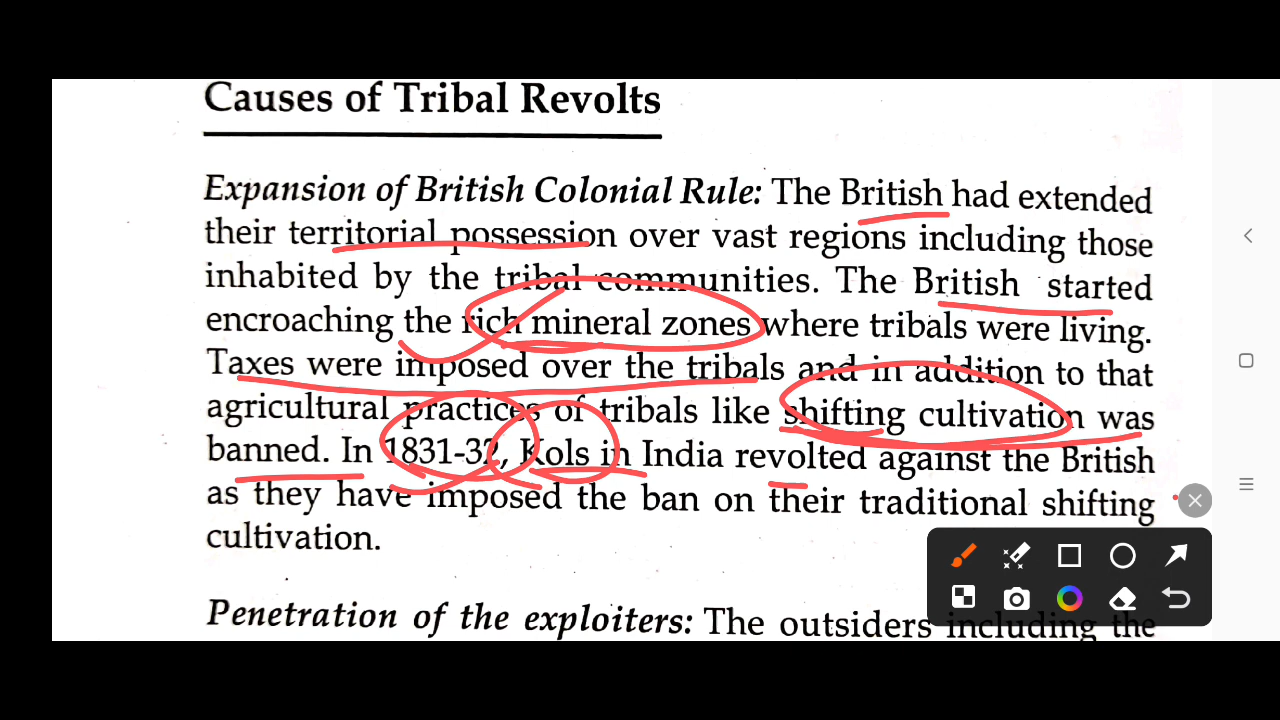 Causes of Tribal Revolts
Expansion of British Colonial Rule: The British had extended
their territorial possession over vast regions including those
inhabited by the tribal communities. The British started
encroaching the rich mineral zones where tribals were living.
Taxes were imposed over the tribals and in addition to that
agricultural practices of tribals like shifting cultivation was
banned. In 1831-32, Kols in India revolted against the British
as they have imposed the ban on their traditional shifting
cultivation.
Penetration of the exploiters: The outsiders including the